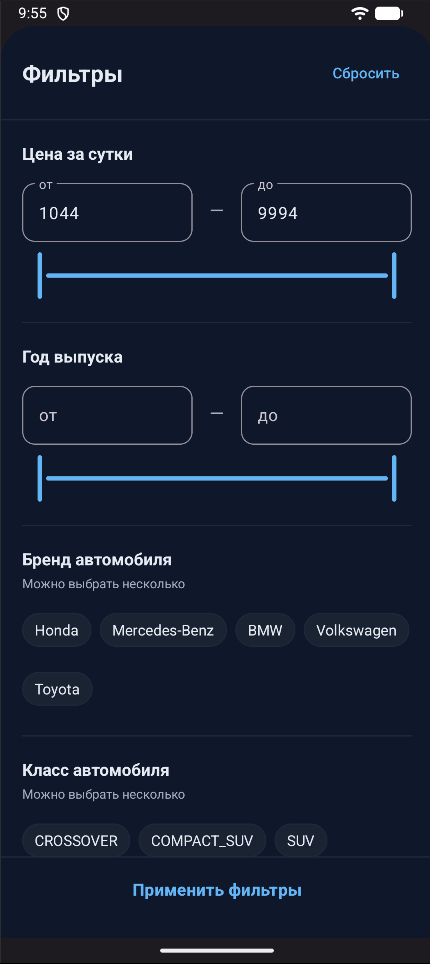 9:55
Фильтры Сбросить
Цена за сутки
от до
1044 — 9994
Год выпуска
от — до
Бренд автомобиля
Можно выбрать несколько
Honda Mercedes-Benz BMW Volkswagen
Toyota
Класс автомобиля
Можно выбрать несколько
CROSSOVER COMPACT_SUV SUV
Применить фильтры